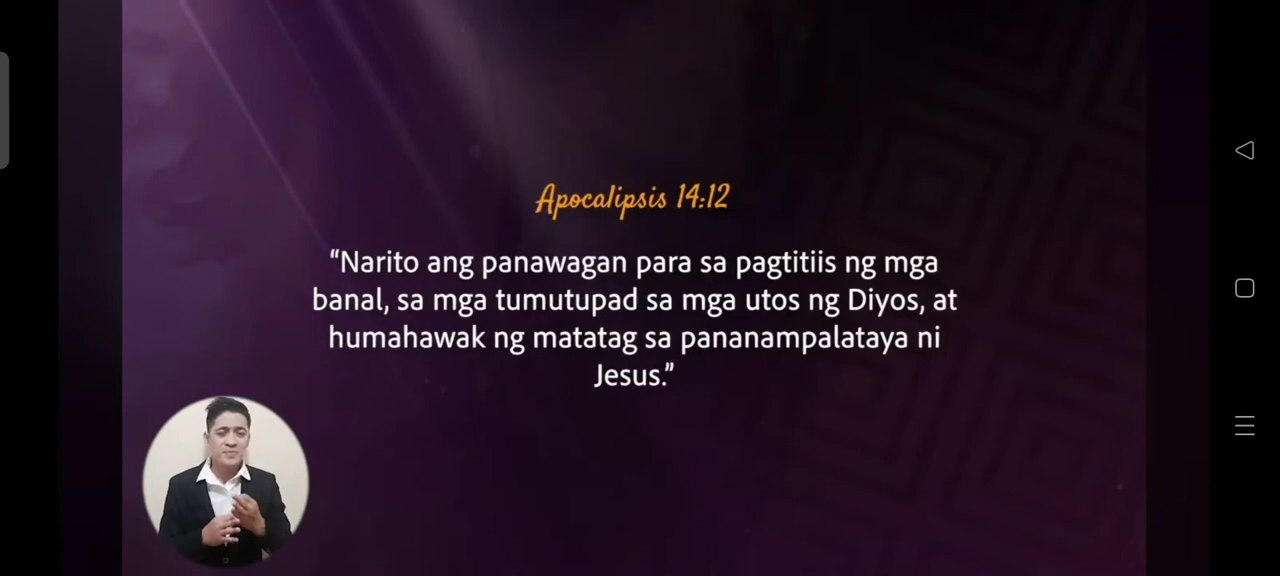 Apocalipsis 14:12
“Narito ang panawagan para sa pagtitiis ng mga
banal, sa mga tumutupad sa mga utos ng Diyos, at
humahawak ng matatag sa pananampalataya ni
Jesus.”